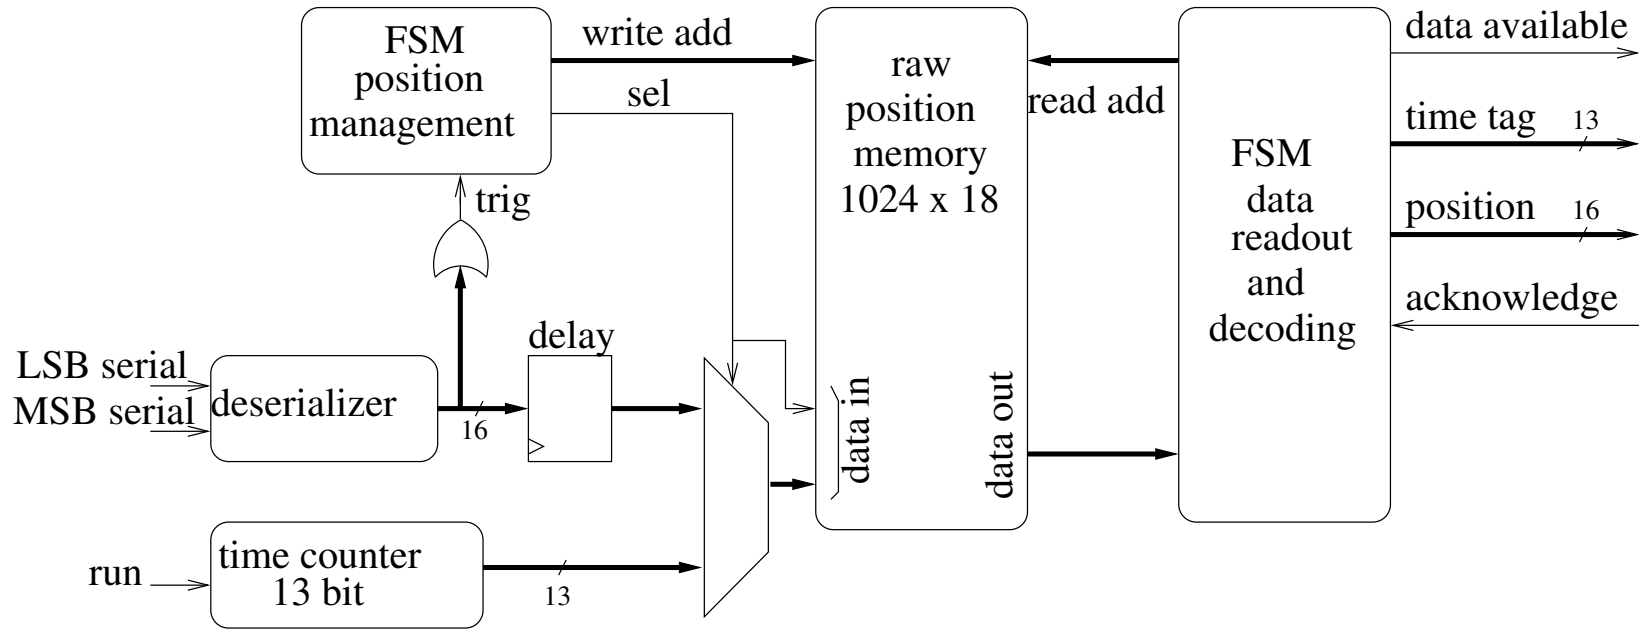 FSM
position
management
write add
sel
trig
raw
position
memory
1024 x 18
read add
data in
data out
FSM
data
readout
and
decoding
data available
time tag
13
position
16
acknowledge
LSB serial
MSB serial
deserializer
16
delay
run
time counter
13 bit
13